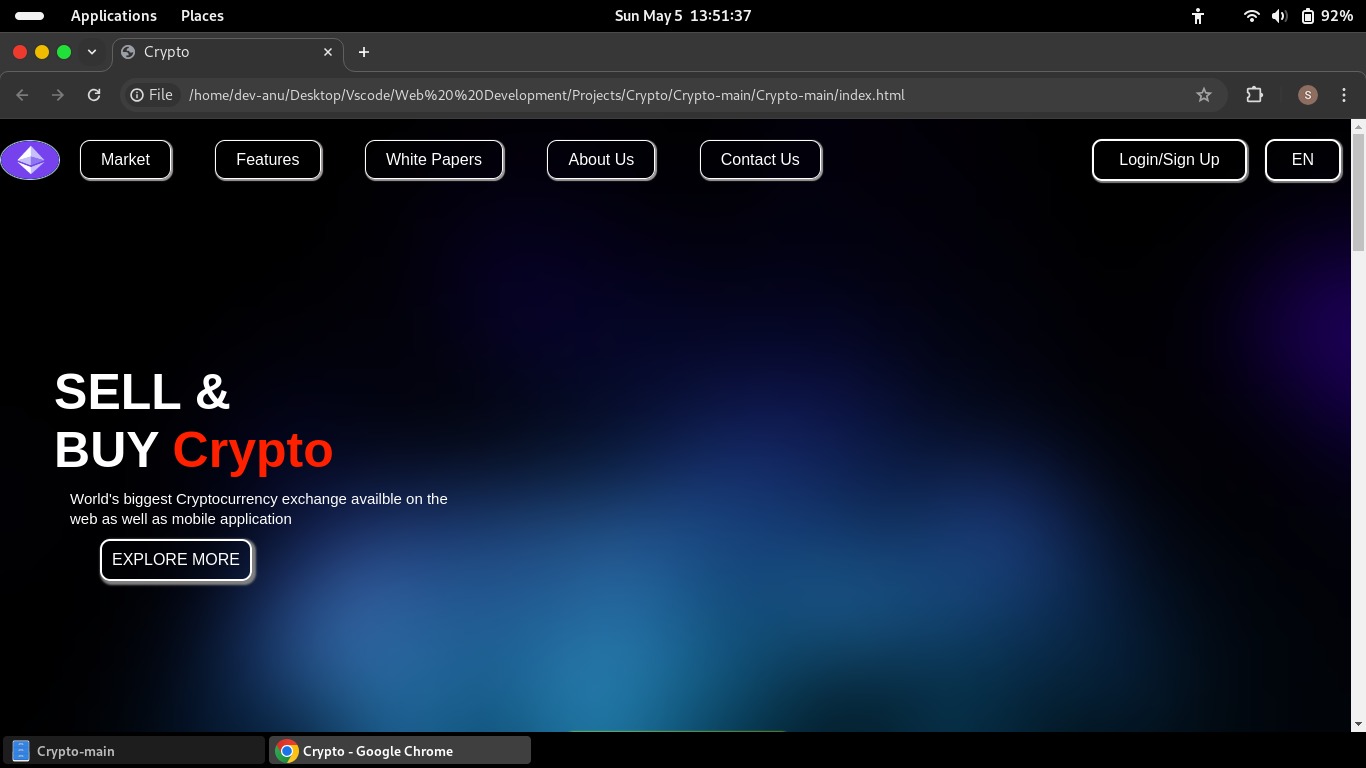 Applications Places Sun May 5 13:51:37 92%
Crypto
File /home/dev-anu/Desktop/Vscode/Web%20%20Development/Projects/Crypto/Crypto-main/Crypto-main/index.html S
Market Features White Papers About Us Contact Us Login/Sign Up EN
SELL &
BUY Crypto
World's biggest Cryptocurrency exchange availble on the
web as well as mobile application
EXPLORE MORE
Crypto-main Crypto - Google Chrome